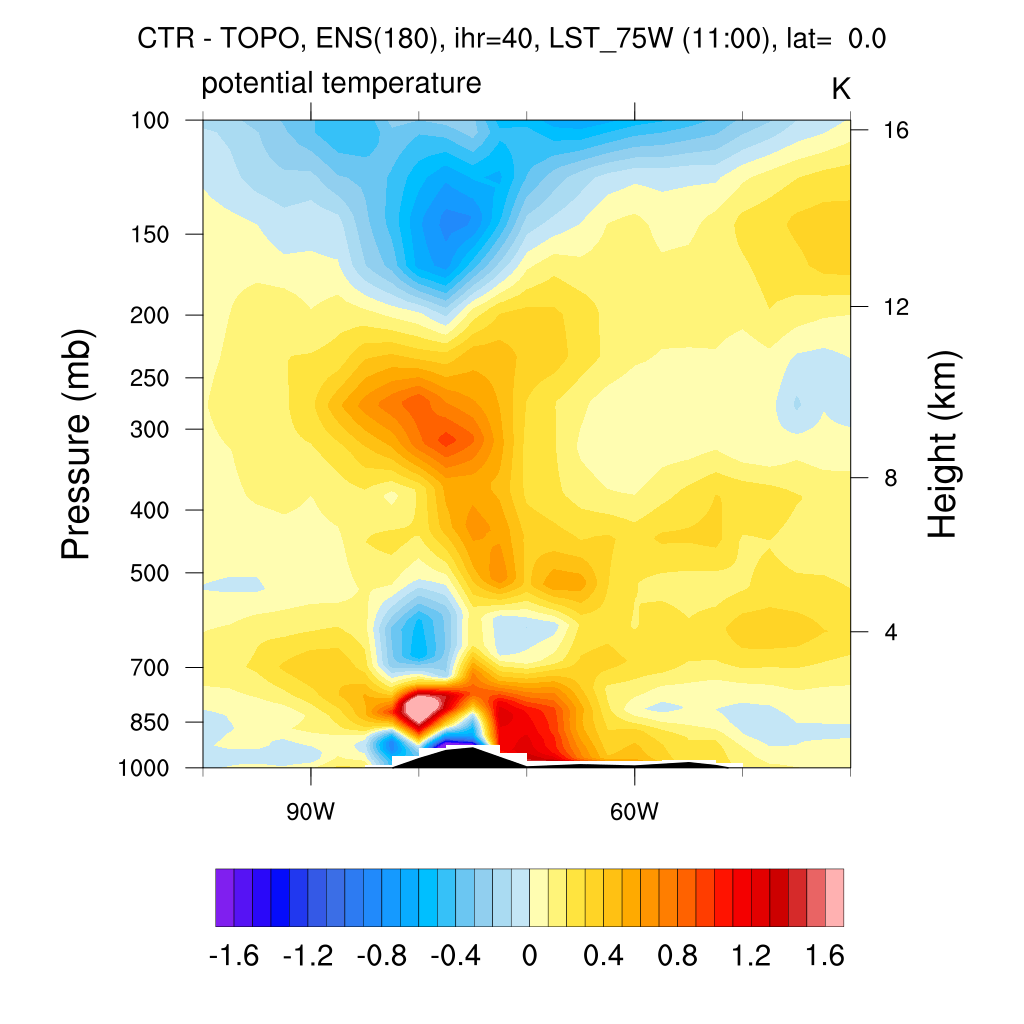 CTR - TOPO, ENS(180), ihr=40, LST_75W (11:00), lat=  0.0
potential temperature K
100
150
200
250
300
400
500
700
850
1000
Pressure (mb)
16
12
8
4
Height (km)
90W 60W
-1.6 -1.2 -0.8 -0.4 0 0.4 0.8 1.2 1.6